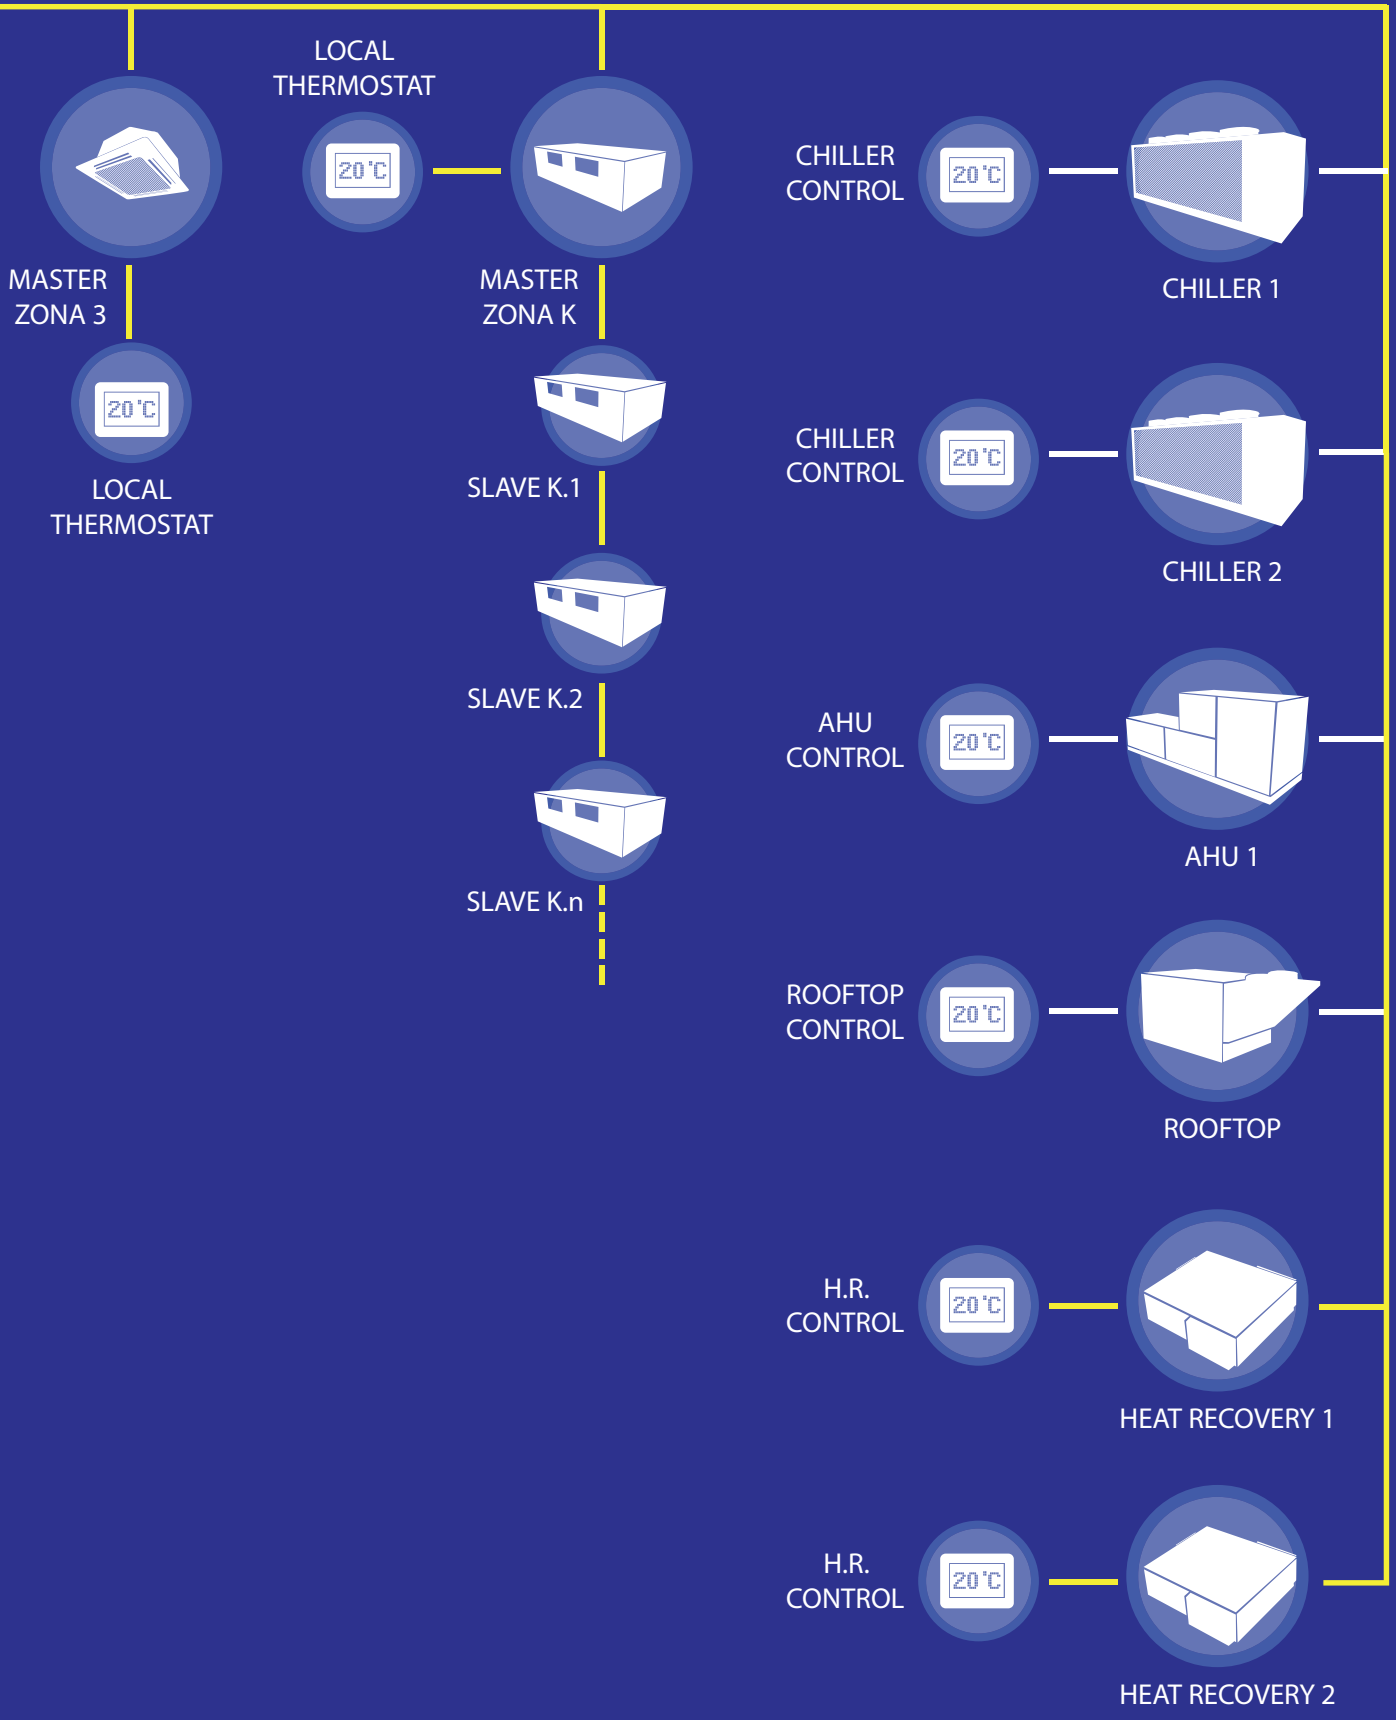 LOCAL
THERMOSTAT
20°C
MASTER
ZONA 3
20°C
LOCAL
THERMOSTAT
MASTER
ZONA K
SLAVE K.1
SLAVE K.2
SLAVE K.n
CHILLER
CONTROL
20°C
CHILLER 1
CHILLER
CONTROL
20°C
CHILLER 2
AHU
CONTROL
20°C
AHU 1
ROOFTOP
CONTROL
20°C
ROOFTOP
H.R.
CONTROL
20°C
HEAT RECOVERY 1
H.R.
CONTROL
20°C
HEAT RECOVERY 2